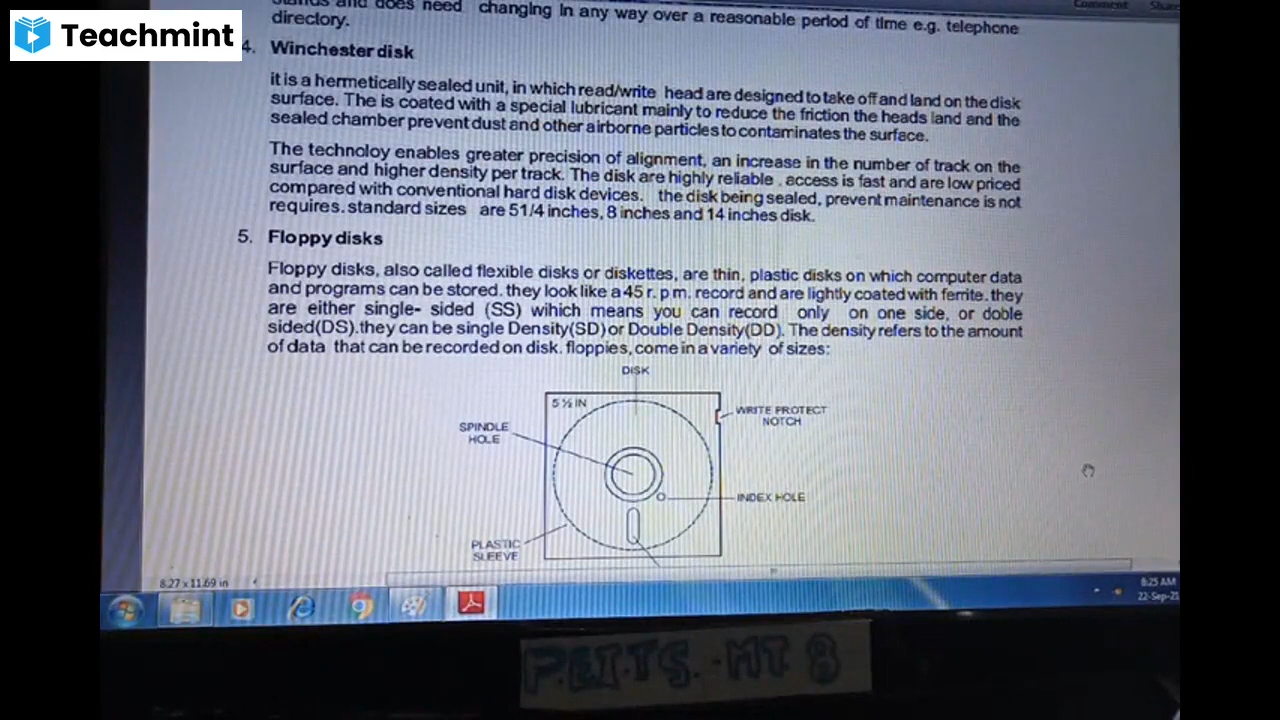 Teachmint
does need changing in any way over a reasonable period of time e.g. telephone
directory.
Comment
4. Winchester disk
it is a hermetically sealed unit, in which read/write head are designed to take off and land on the disk
surface. The is coated with a special lubricant mainly to reduce the friction the heads land and the
sealed chamber prevent dust and other airborne particles to contaminates the surface.
The technoloy enables greater precision of alignment, an increase in the number of track on the
surface and higher density per track. The disk are highly reliable . access is fast and are low priced
compared with conventional hard disk devices. the disk being sealed, prevent maintenance is not
requires. standard sizes are 51/4 inches, 8 inches and 14 inches disk.
5. Floppy disks
Floppy disks, also called flexible disks or diskettes, are thin, plastic disks on which computer data
and programs can be stored. they look like a 45 r. p m. record and are lightly coated with ferrite. they
are either single- sided (SS) wihich means you can record only on one side, or doble
sided(DS).they can be single Density(SD) or Double Density(DD). The density refers to the amount
of data that can be recorded on disk. floppies, come in a variety of sizes:
DISK
5 ½ IN
WRITE PROTECT
NOTCH
SPINDLE
HOLE
INDEX HOLE
PLASTIC
SLEEVE
8.27 x 11.69 in
8:25 AM
22-Sep-21
P.EI.TS. -MT 8